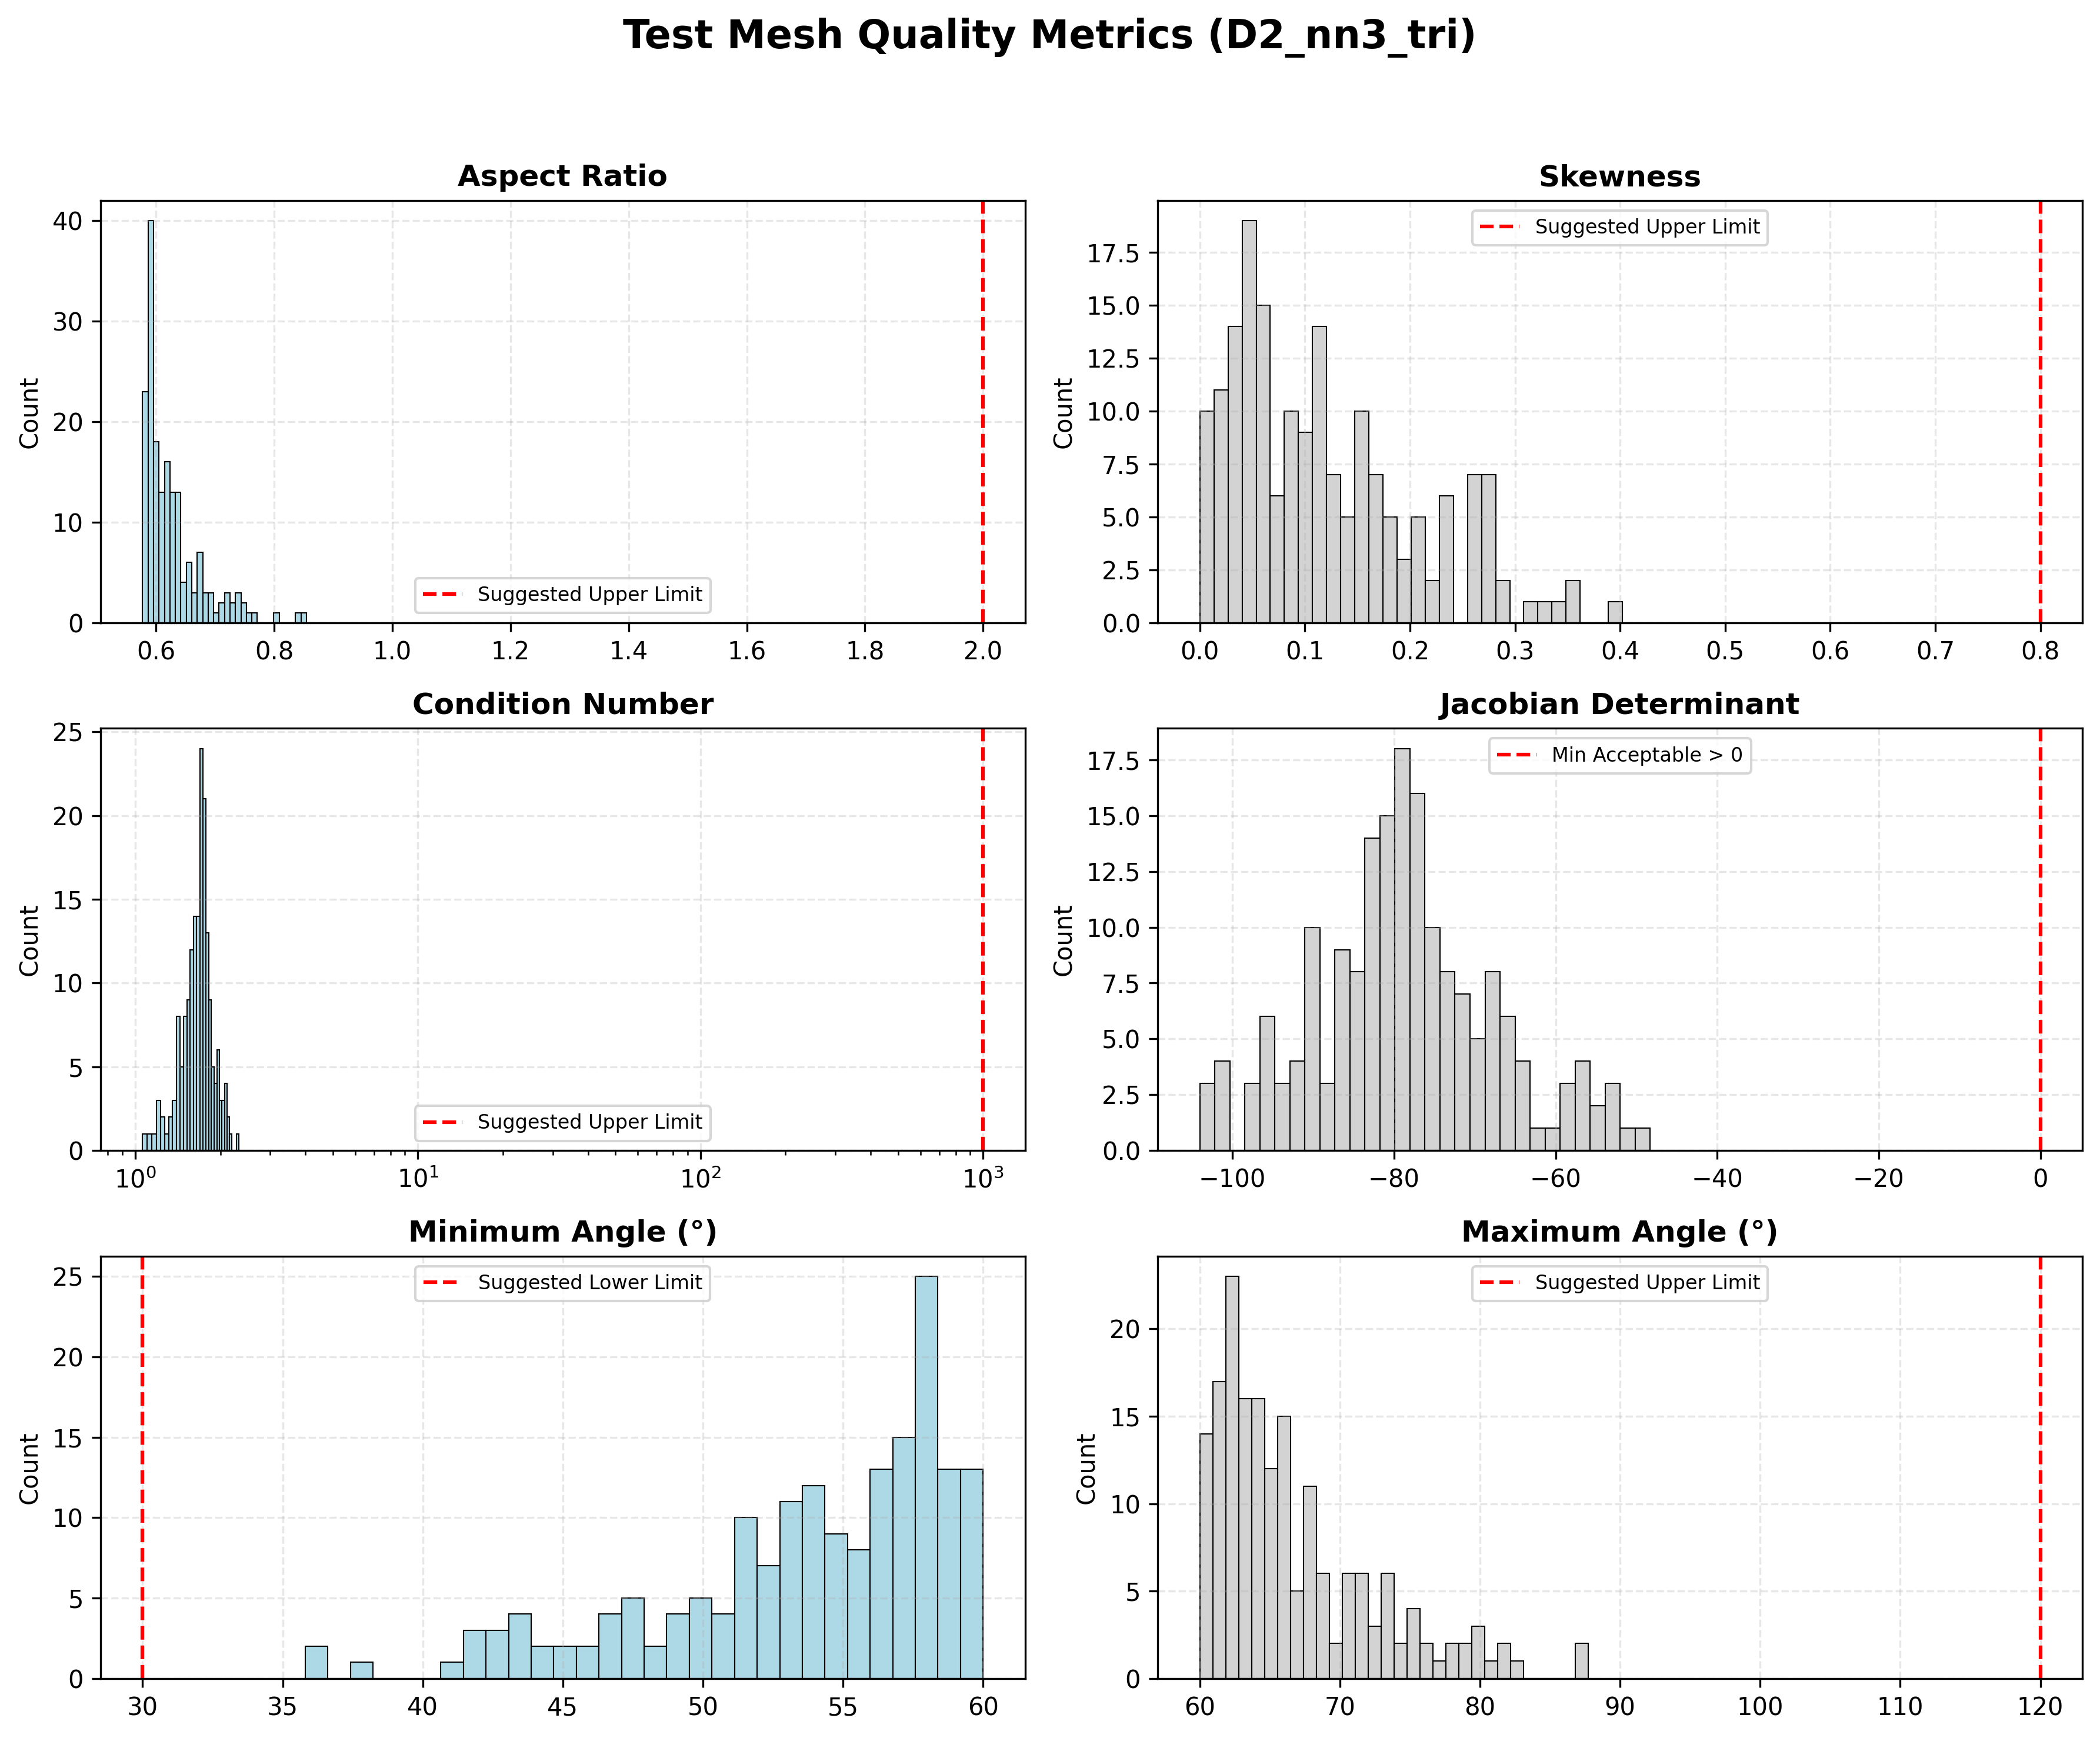 Test Mesh Quality Metrics (D2_nn3_tri)
Aspect Ratio
Count
40
30
20
10
0
Suggested Upper Limit
0.6 0.8 1.0 1.2 1.4 1.6 1.8 2.0
Skewness
Count
17.5
15.0
12.5
10.0
7.5
5.0
2.5
0.0
Suggested Upper Limit
0.0 0.1 0.2 0.3 0.4 0.5 0.6 0.7 0.8
Condition Number
Count
25
20
15
10
5
0
Suggested Upper Limit
10⁰ 10¹ 10² 10³
Jacobian Determinant
Count
17.5
15.0
12.5
10.0
7.5
5.0
2.5
0.0
Min Acceptable > 0
−100 −80 −60 −40 −20 0
Minimum Angle (°)
Count
25
20
15
10
5
0
Suggested Lower Limit
30 35 40 45 50 55 60
Maximum Angle (°)
Count
20
15
10
5
0
Suggested Upper Limit
60 70 80 90 100 110 120